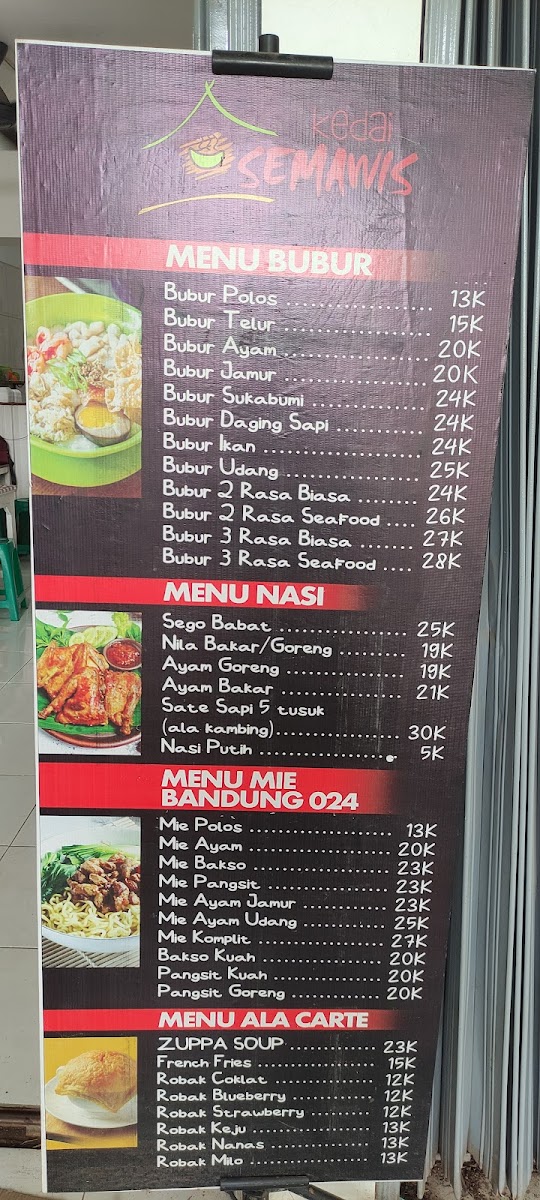 kedai
SEMAWIS
MENU BUBUR
Bubur Polos ................ 13K
Bubur Telur ................ 15K
Bubur Ayam ................ 20K
Bubur Jamur ................ 20K
Bubur Sukabumi ............... 24K
Bubur Daging Sapi ......... 24K
Bubur Ikan ................. 24K
Bubur Udang ............... 25K
Bubur 2 Rasa Biasa ........ 24K
Bubur 2 Rasa Seafood .... 26K
Bubur 3 Rasa Biasa ....... 27K
Bubur 3 Rasa Seafood .... 28K
MENU NASI
Sego Babat ................. 25K
Nila Bakar/Goreng ......... 19K
Ayam Goreng ............... 19K
Ayam Bakar ............... 21K
Sate Sapi 5 tusuk
(ala kambing)................. 30K
Nasi Putih ................... 5K
MENU MIE
BANDUNG 024
Mie Polos .................. 13K
Mie Ayam .................. 20K
Mie Bakso .................. 23K
Mie Pangsit ................ 23K
Mie Ayam Jamur ............ 23K
Mie Ayam Udang ............ 25K
Mie Komplit ................ 27K
Bakso Kuah ................ 20K
Pangsit Kuah ............... 20K
Pangsit Goreng ............ 20K
MENU ALA CARTE
ZUPPA SOUP ............... 23K
French Fries ................ 15K
Robak Coklat .............. 12K
Robak Blueberry ........... 12K
Robak Strawberry ......... 12K
Robak Keju ................ 13K
Robak Nanas .............. 13K
Robak Milo ................ 13K